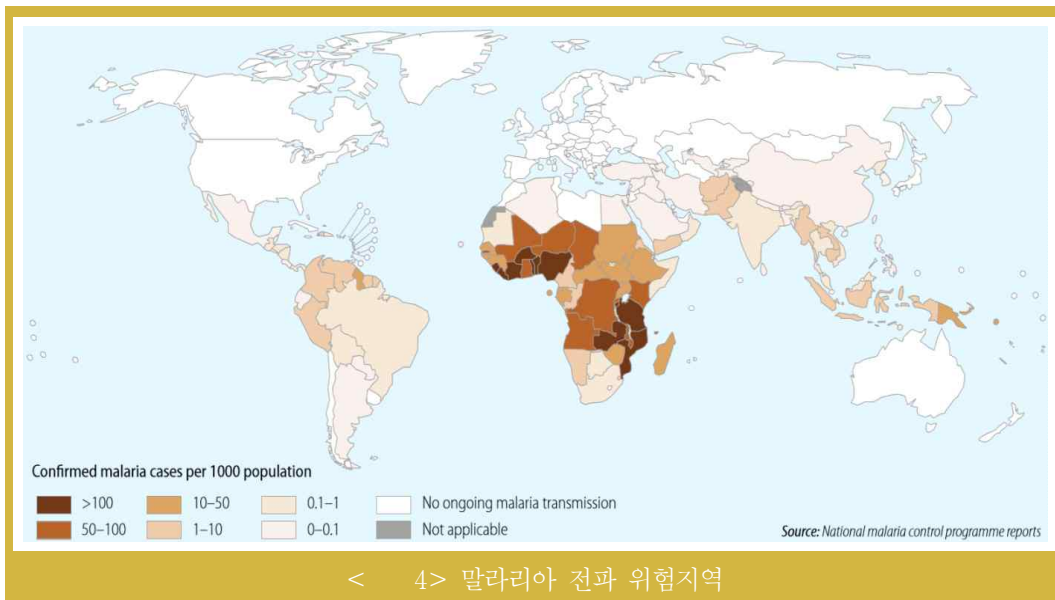 Confirmed malaria cases per 1000 population
>100 10–50 0.1–1 No ongoing malaria transmission
50–100 1–10 0–0.1 Not applicable
Source: National malaria control programme reports
< 4> 말라리아 전파 위험지역